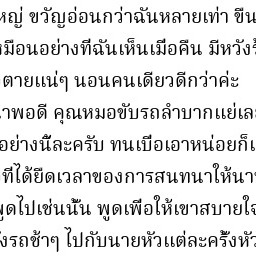 หญ่ ขวัญอ่อนกว่าฉันหลายเท่า ขืน
หมือนอย่างที่ฉันเห็นเมื่อคืน มีหวัง
ตายแน่ๆ นอนคนเดียวดีกว่าค่ะ
าพอดี คุณหมอขับรถลำบากแย่เล
อย่างนี้ละครับ ทนเบื่อเอาหน่อยก็
ที่ได้ยืดเวลาของการสนทนาให้นา
พูดไปเช่นนั้น พูดเพื่อให้เขาสบายใจ
งรถช้าๆ ไปกับนายหัวแต่ละครั้งหัว